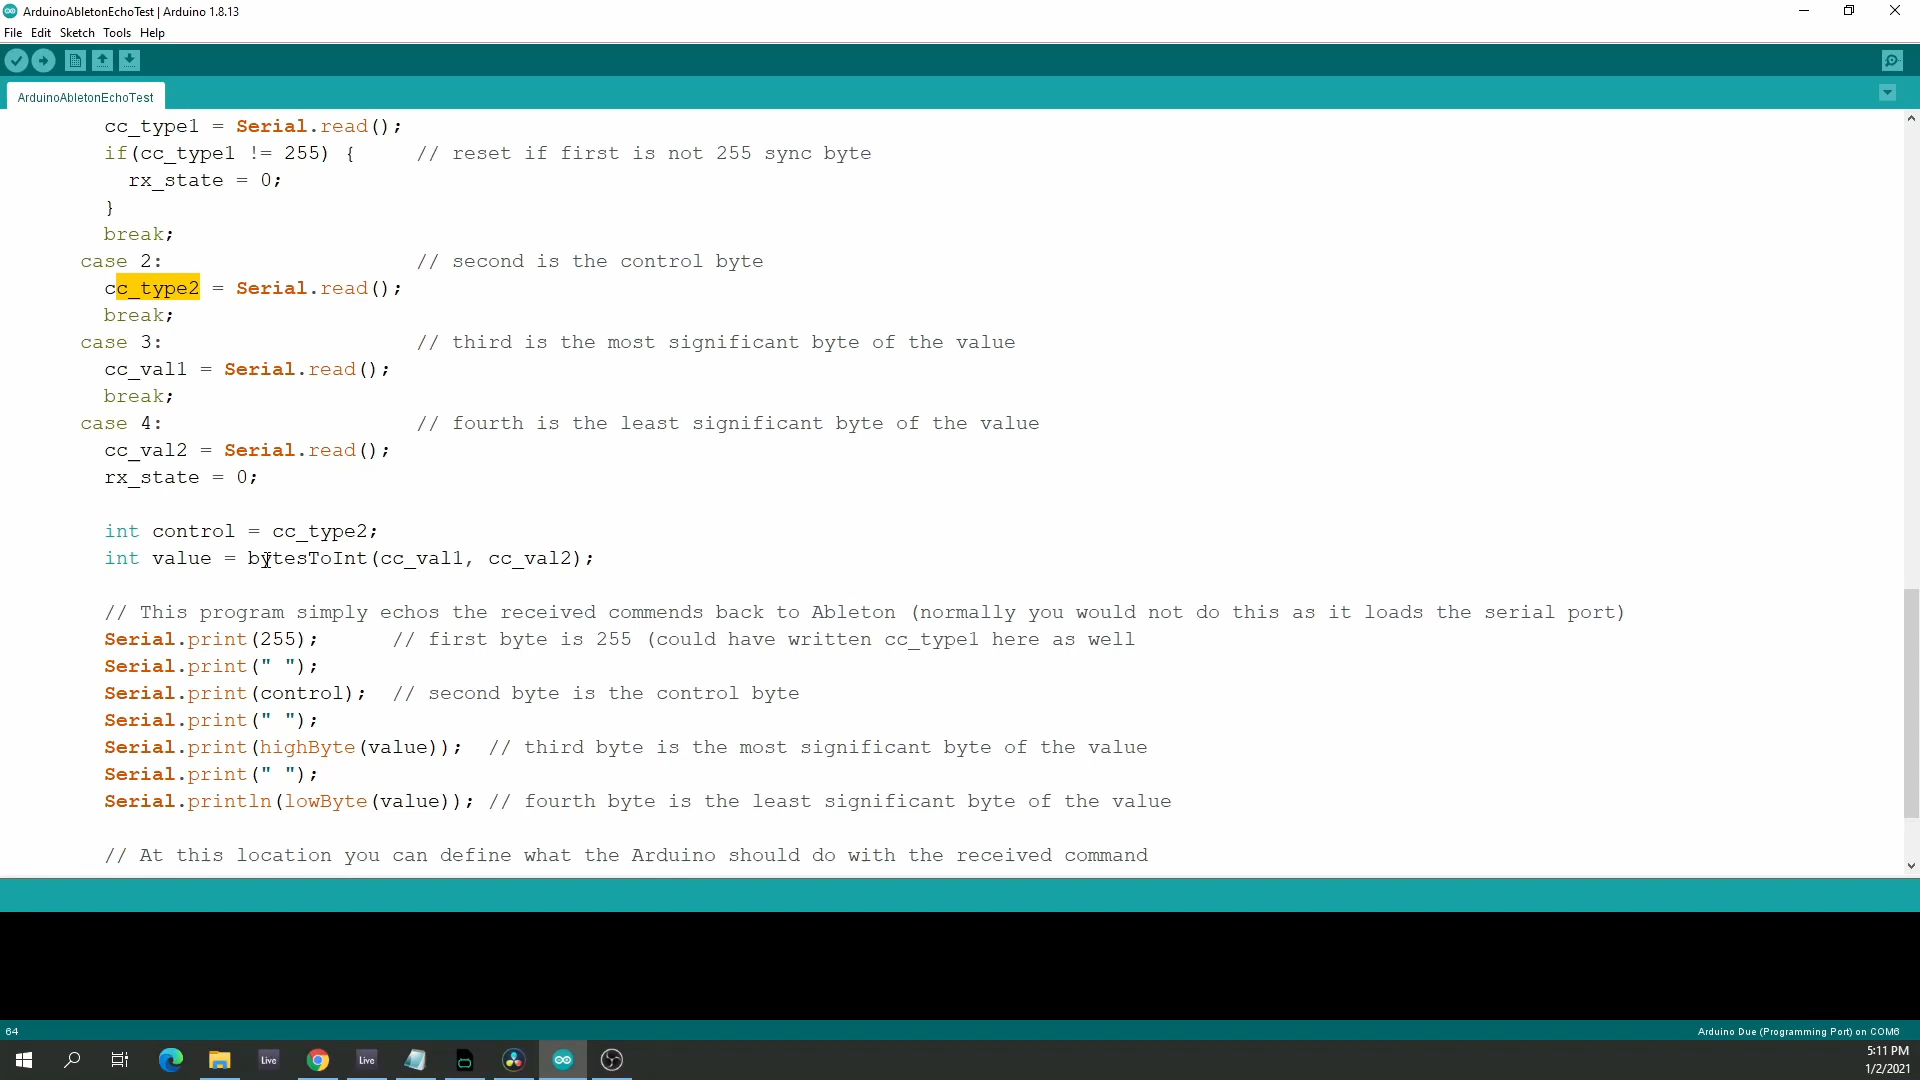 ArduinoAbletonEchoTest | Arduino 1.8.13
File Edit Sketch Tools Help
ArduinoAbletonEchoTest
cc_type1 = Serial.read();
if(cc_type1 != 255) { // reset if first is not 255 sync byte
rx_state = 0;
}
break;
case 2: // second is the control byte
cc_type2 = Serial.read();
break;
case 3: // third is the most significant byte of the value
cc_val1 = Serial.read();
break;
case 4: // fourth is the least significant byte of the value
cc_val2 = Serial.read();
rx_state = 0;
int control = cc_type2;
int value = bytesToInt(cc_val1, cc_val2);
// This program simply echos the received commends back to Ableton (normally you would not do this as it loads the serial port)
Serial.print(255); // first byte is 255 (could have written cc_type1 here as well
Serial.print(" ");
Serial.print(control); // second byte is the control byte
Serial.print(" ");
Serial.print(highByte(value)); // third byte is the most significant byte of the value
Serial.print(" ");
Serial.println(lowByte(value)); // fourth byte is the least significant byte of the value
// At this location you can define what the Arduino should do with the received command
64
Arduino Due (Programming Port) on COM6
Live
Live
5:11 PM
1/2/2021